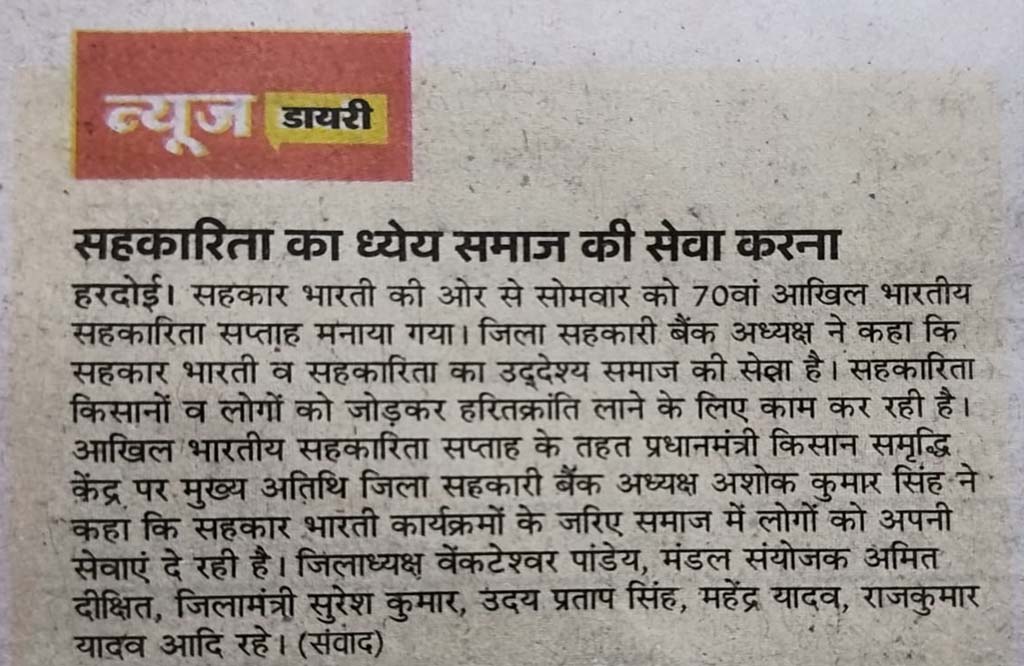 न्यूज डायरी
सहकारिता का ध्येय समाज की सेवा करना
हरदोई। सहकार भारती की ओर से सोमवार को 70वां आखिल भारतीय
सहकारिता सप्ताह मनाया गया। जिला सहकारी बैंक अध्यक्ष ने कहा कि
सहकार भारती व सहकारिता का उद्देश्य समाज की सेवा है। सहकारिता
किसानों व लोगों को जोड़कर हरितक्रांति लाने के लिए काम कर रही है।
आखिल भारतीय सहकारिता सप्ताह के तहत प्रधानमंत्री किसान समृद्धि
केंद्र पर मुख्य अतिथि जिला सहकारी बैंक अध्यक्ष अशोक कुमार सिंह ने
कहा कि सहकार भारती कार्यक्रमों के जरिए समाज में लोगों को अपनी
सेवाएं दे रही है। जिलाध्यक्ष वेंकटेश्वर पांडेय, मंडल संयोजक अमित
दीक्षित, जिलामंत्री सुरेश कुमार, उदय प्रताप सिंह, महेंद्र यादव, राजकुमार
यादव आदि रहे। (संवाद)